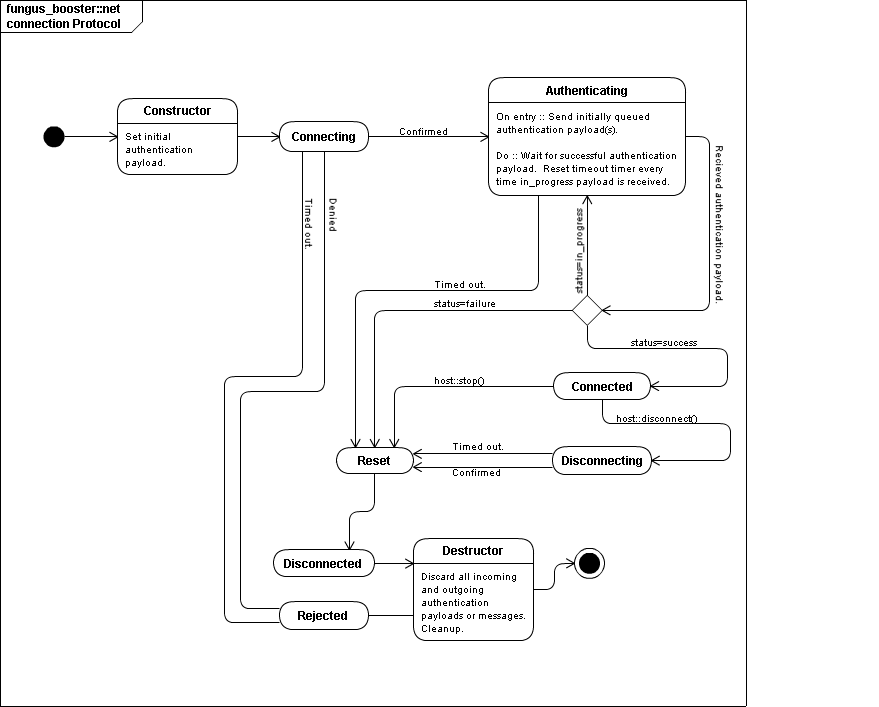 fungus_booster::net
connection Protocol
Constructor
Set initial
authentication
payload.
Connecting
Confirmed
Authenticating
On entry :: Send initially queued
authentication payload(s).
Do :: Wait for successful authentication
payload. Reset timeout timer every
time in_progress payload is received.
Recieved authentication payload.
Timed out.
Denied
status=in_progress
Timed out.
status=failure
status=success
host::stop()
Connected
host::disconnect()
Timed out.
Reset
Disconnecting
Confirmed
Disconnected
Destructor
Discard all incoming
and outgoing
authentication
payloads or messages.
Cleanup.
Rejected